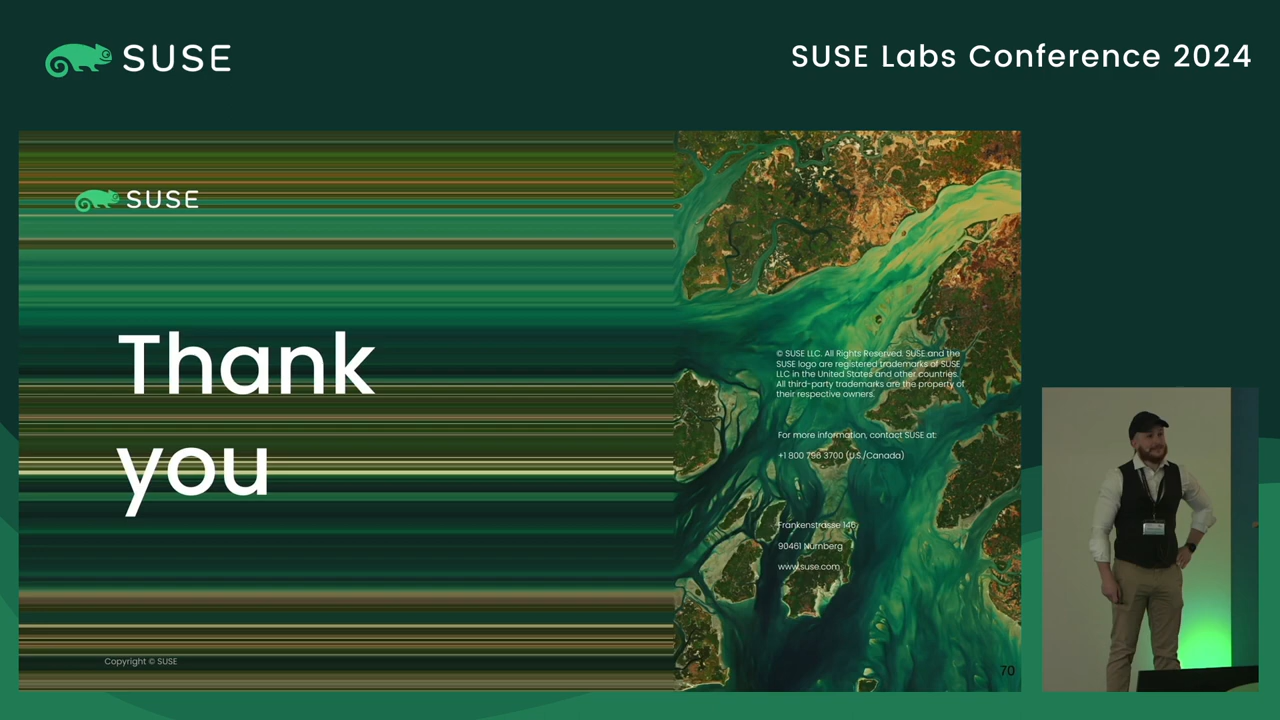 SUSE
SUSE Labs Conference 2024
SUSE
Thank
you
© SUSE LLC. All Rights Reserved. SUSE and the
SUSE logo are registered trademarks of SUSE
LLC in the United States and other countries.
All third-party trademarks are the property of
their respective owners.
For more information, contact SUSE at:
+1 800 796 3700 (U.S./Canada)
Frankenstrasse 146
90461 Nürnberg
www.suse.com
Copyright © SUSE
70